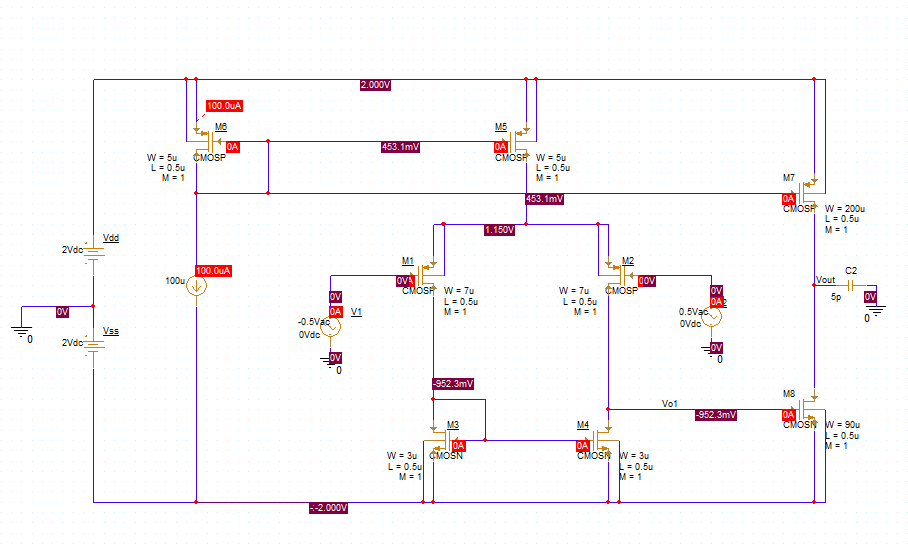 2.000V
100.0uA
M6
0A
CMOSP
W = 5u
L = 0.5u
M = 1
453.1mV
M5
0A
CMOSP
W = 5u
L = 0.5u
M = 1
453.1mV
M7
0A
CMOSP
W = 200u
L = 0.5u
M = 1
1.150V
Vdd
2Vdc
100u
100.0uA
M1
0V
CMOSP
W = 7u
L = 0.5u
M = 1
M2
00V
CMOSP
W = 7u
L = 0.5u
M = 1
Vout
C2
5p
0V
0
0V
0
Vss
2Vdc
0V
0A
V1
-0.5Vac
0Vdc
0V
0
0V
0A
0.5Vac
0Vdc
0V
0
-952.3mV
Vo1
-952.3mV
M3
0A
CMOSN
W = 3u
L = 0.5u
M = 1
M4
0A
CMOSN
W = 3u
L = 0.5u
M = 1
M8
0A
CMOSN
W = 90u
L = 0.5u
M = 1
-2.000V